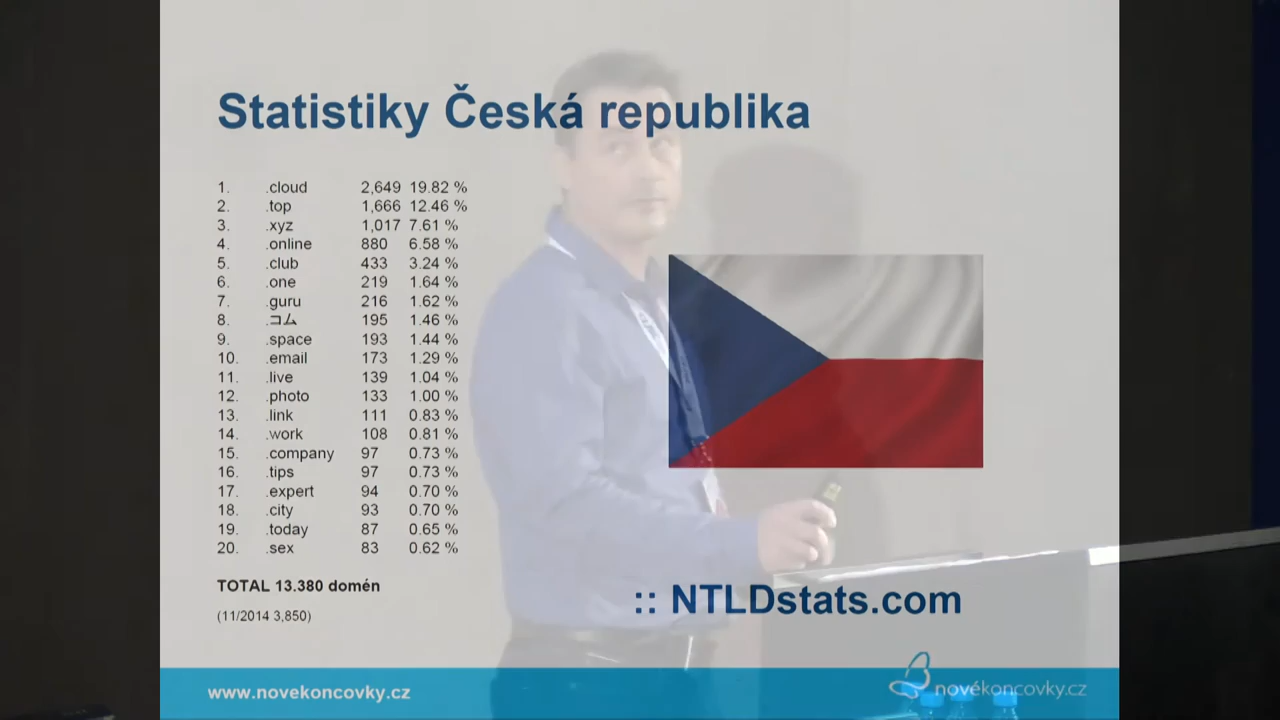 Statistiky Česká republika
1. .cloud 2,649 19.82 %
2. .top 1,666 12.46 %
3. .xyz 1,017 7.61 %
4. .online 880 6.58 %
5. .club 433 3.24 %
6. .one 219 1.64 %
7. .guru 216 1.62 %
8. .コム 195 1.46 %
9. .space 193 1.44 %
10. .email 173 1.29 %
11. .live 139 1.04 %
12. .photo 133 1.00 %
13. .link 111 0.83 %
14. .work 108 0.81 %
15. .company 97 0.73 %
16. .tips 97 0.73 %
17. .expert 94 0.70 %
18. .city 93 0.70 %
19. .today 87 0.65 %
20. .sex 83 0.62 %
TOTAL 13.380 domén
(11/2014 3,850)
:: NTLDstats.com
www.novékoncovky.cz
novékoncovky.cz